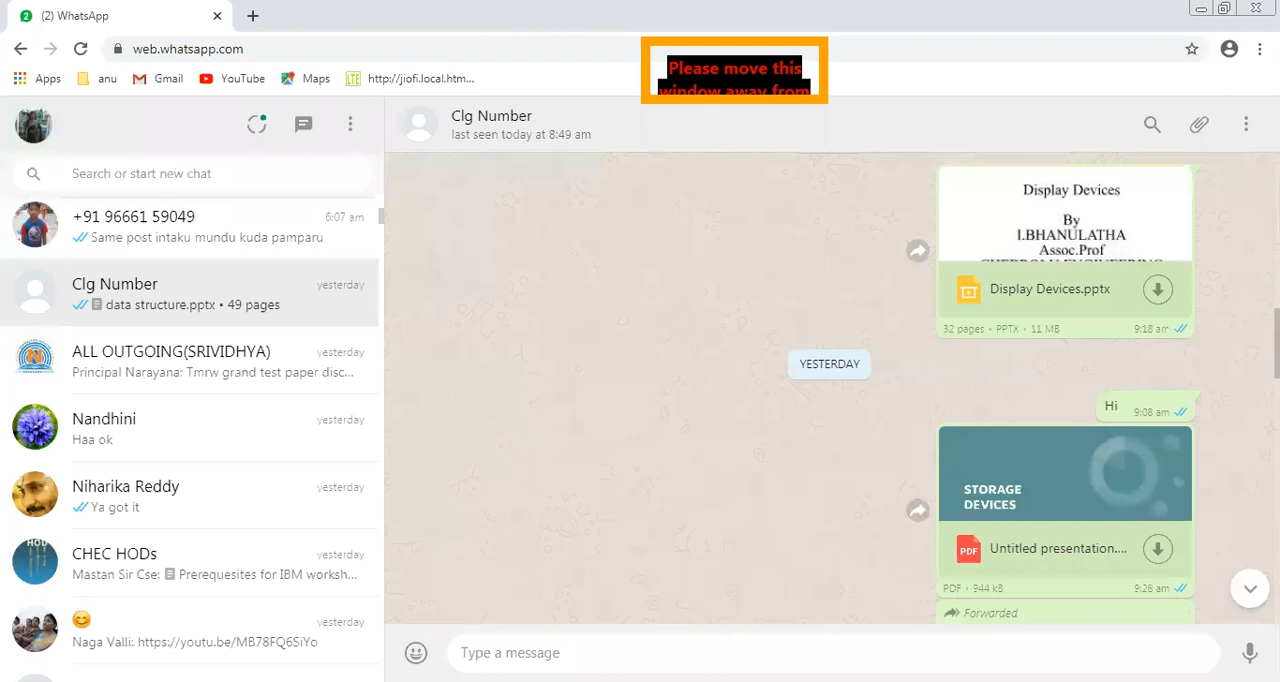 (2) WhatsApp
web.whatsapp.com
Apps
anu
Gmail
YouTube
Maps
LTE
http://jiofi.local.htm...
Please move this
window away from
Search or start new chat
+91 96661 59049
6:07 am
Same post intaku mundu kuda pamparu
Clg Number
yesterday
data structure.pptx • 49 pages
ALL OUTGOING(SRIVIDHYA)
yesterday
Principal Narayana: Tmrw grand test paper disc...
Nandhini
yesterday
Haa ok
Niharika Reddy
yesterday
Ya got it
CHEC HODs
yesterday
Mastan Sir Cse: Prerequesites for IBM worksh...
😊
yesterday
Naga Valli: https://youtu.be/MB78FQ6SiYo
Clg Number
last seen today at 8:49 am
Display Devices
By
I.BHANULATHA
Assoc.Prof
Display Devices.pptx
32 pages • PPTX • 11 MB
9:18 am
YESTERDAY
Hi
9:08 am
STORAGE
DEVICES
PDF
Untitled presentation....
PDF • 944 kB
9:28 am
Forwarded
Type a message